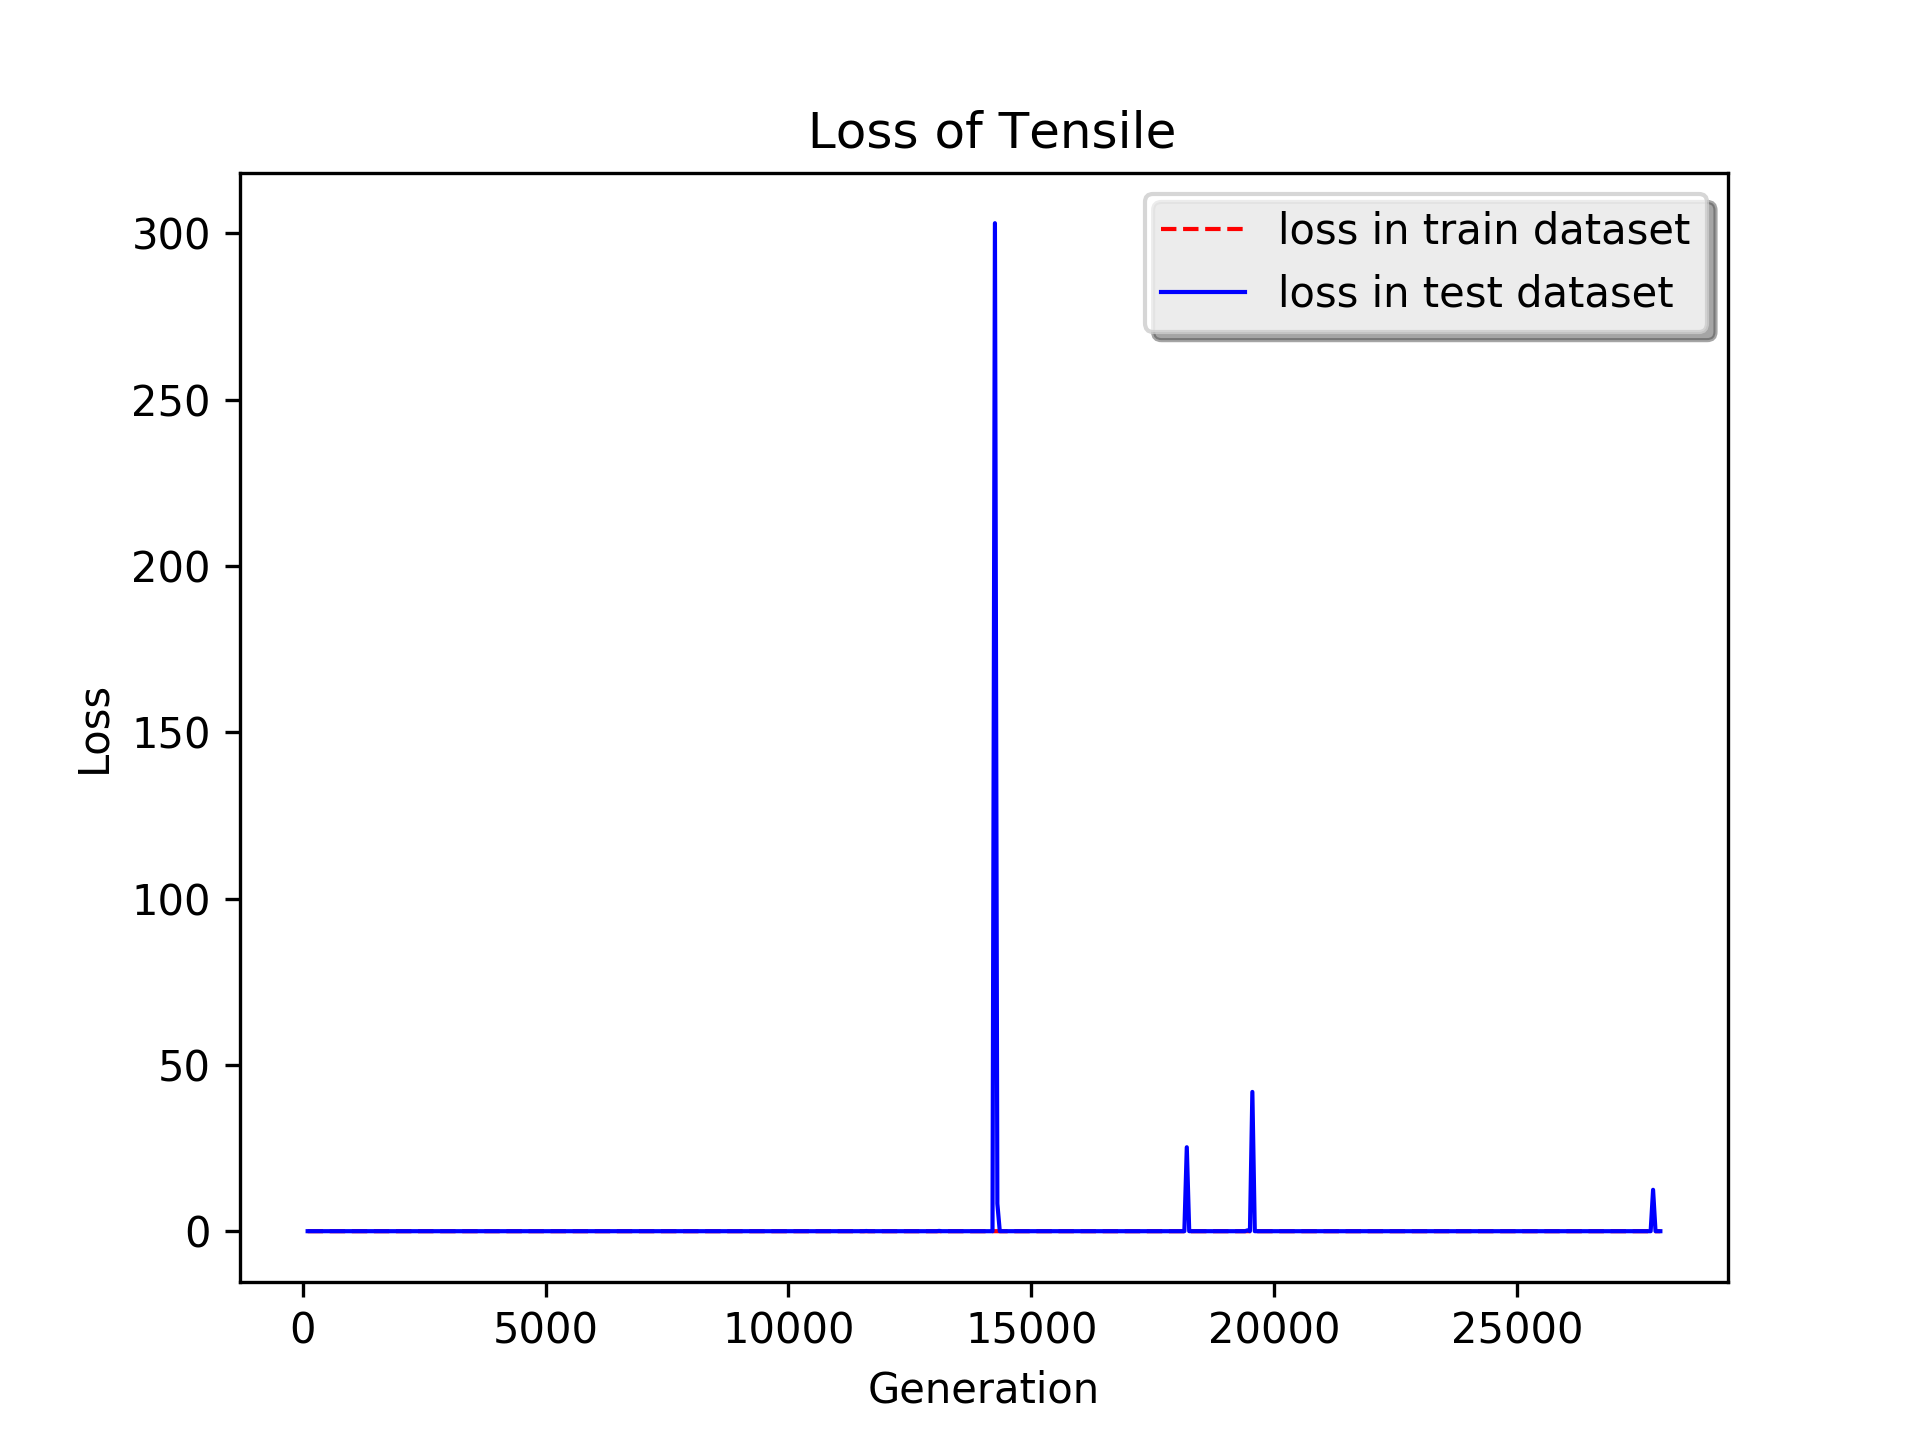 Loss of Tensile
loss in train dataset
loss in test dataset
300
250
200
150
100
50
0
Loss
0 5000 10000 15000 20000 25000
Generation